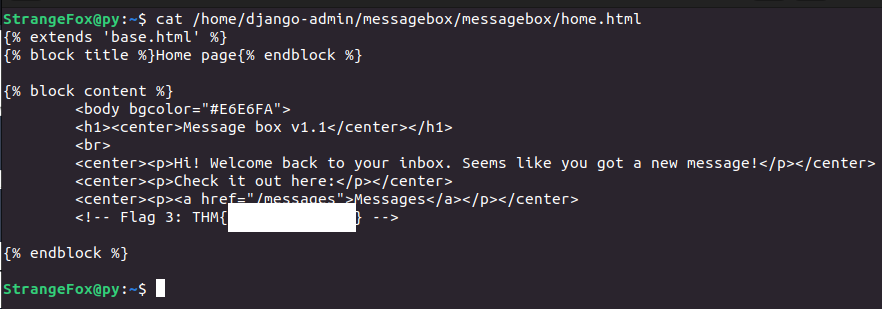 StrangeFox@py:~$ cat /home/django-admin/messagebox/messagebox/home.html
{% extends 'base.html' %}
{% block title %}Home page{% endblock %}
{% block content %}
<body bgcolor="#E6E6FA">
<h1><center>Message box v1.1</center></h1>
<br>
<center><p>Hi! Welcome back to your inbox. Seems like you got a new message!</p></center>
<center><p>Check it out here:</p></center>
<center><p><a href="/messages">Messages</a></p></center>
<!-- Flag 3: THM{} -->
{% endblock %}
StrangeFox@py:~$